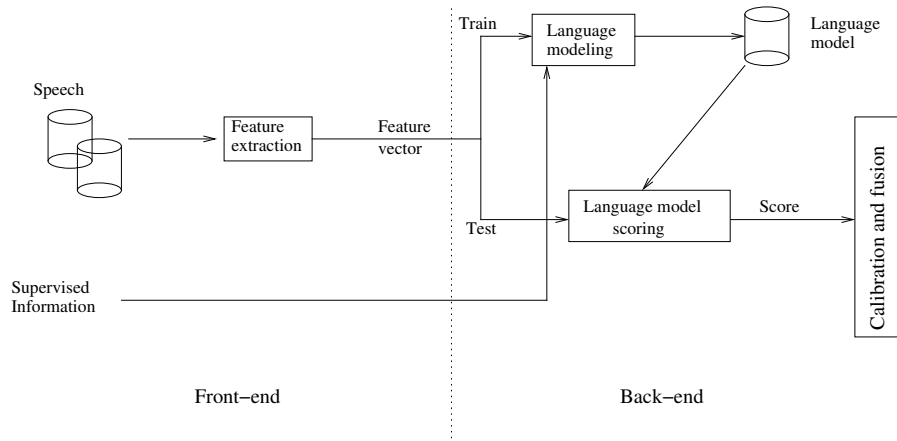 Train
Language
modeling
Language
model
Speech
Feature
extraction
Feature
vector
Test
Language model
scoring
Score
Calibration and fusion
Supervised
Information
Front−end
Back−end